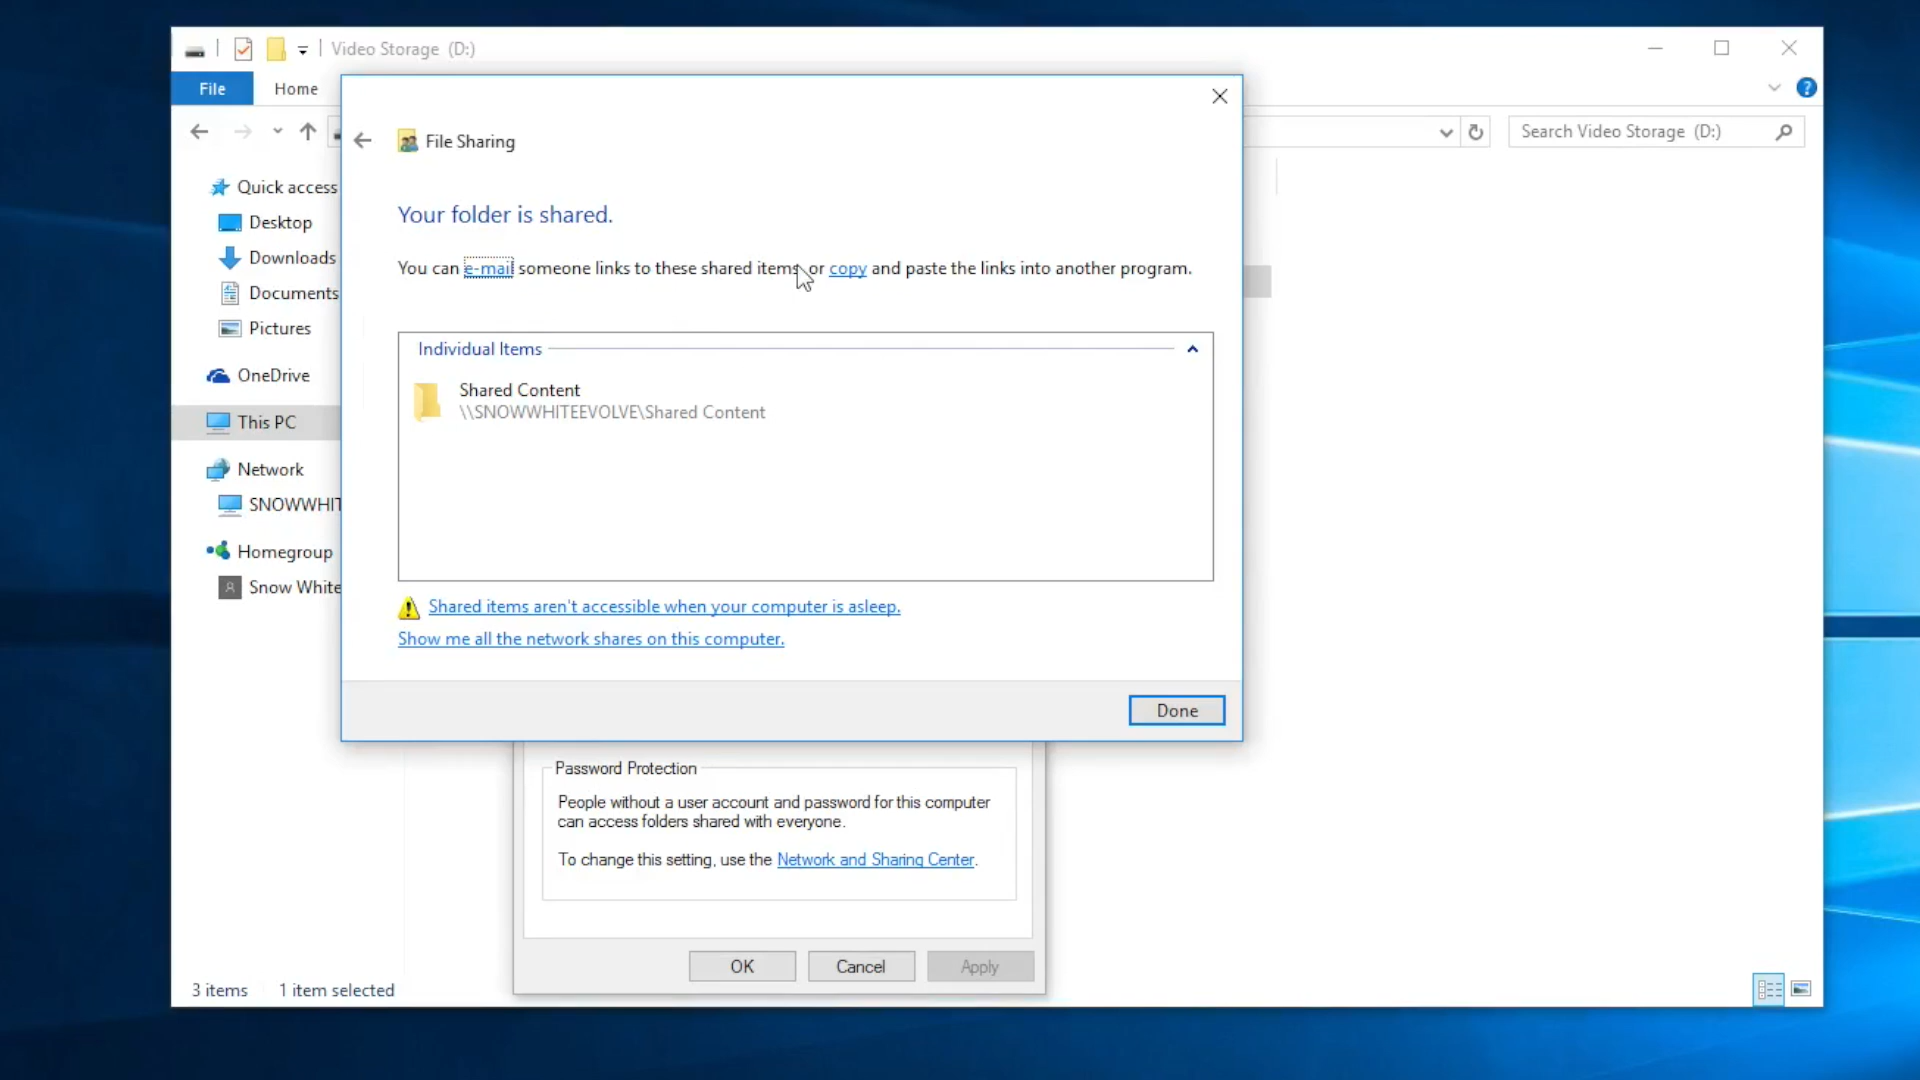 Video Storage (D:)
File
Home
Search Video Storage (D:)
File Sharing
Quick access
Your folder is shared.
Desktop
Downloads
You can e-mail someone links to these shared items, or copy and paste the links into another program.
Documents
Pictures
Individual Items
OneDrive
Shared Content
\\SNOWWHITEEVOLVE\Shared Content
This PC
Network
SNOWWHIT
Homegroup
Snow White
Shared items aren't accessible when your computer is asleep.
Show me all the network shares on this computer.
Done
Password Protection
People without a user account and password for this computer
can access folders shared with everyone.
To change this setting, use the Network and Sharing Center.
OK
Cancel
Apply
3 items
1 item selected